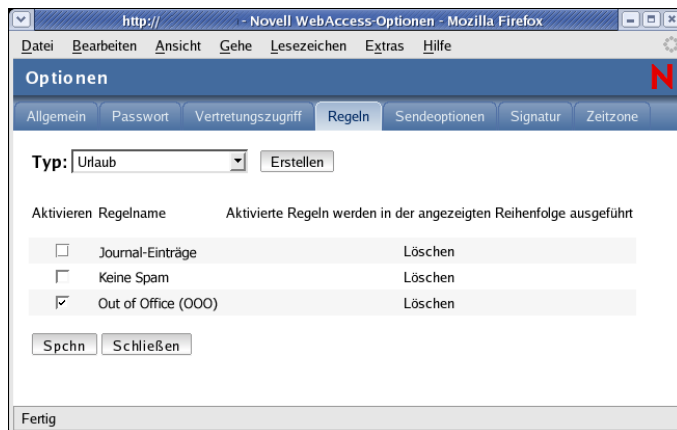 http:// - Novell WebAccess-Optionen - Mozilla Firefox
Datei Bearbeiten Ansicht Gehe Lesezeichen Extras Hilfe
Optionen
N
Allgemein Passwort Vertretungszugriff Regeln Sendeoptionen Signatur Zeitzone
Typ: Urlaub Erstellen
Aktivieren Regelname Aktivierte Regeln werden in der angezeigten Reihenfolge ausgeführt
Journal-Einträge Löschen
Keine Spam Löschen
Out of Office (OOO) Löschen
Spchn Schließen
Fertig